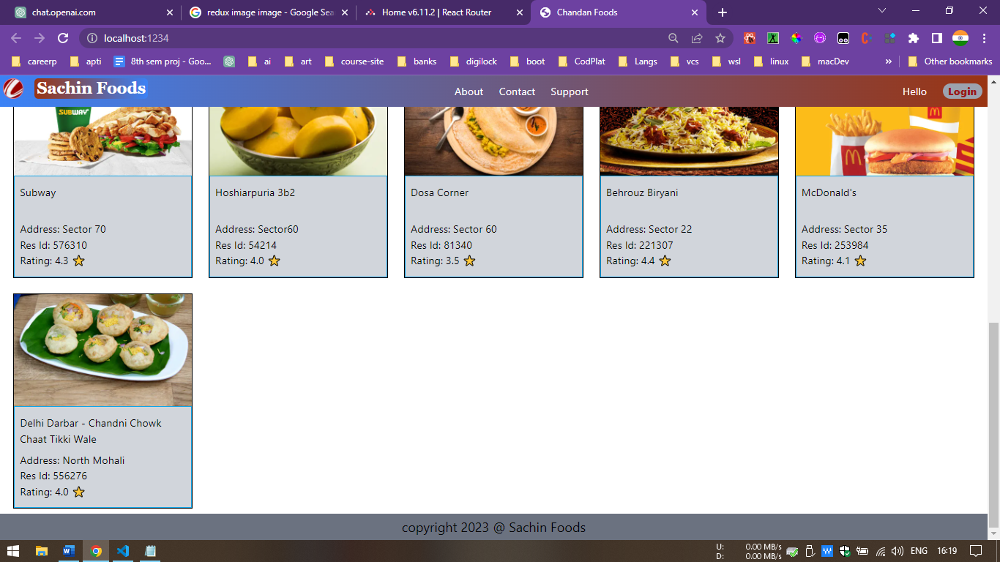 chat.openai.com
redux image image - Google Sea
Home v6.11.2 | React Router
Chandan Foods
localhost:1234
careerp
apti
8th sem proj - Goo...
ai
art
course-site
banks
digilock
boot
CodPlat
Langs
vcs
wsl
linux
macDev
»
Other bookmarks
Sachin Foods
About
Contact
Support
Hello
Login
SUBWAY
Subway
Address: Sector 70
Res Id: 576310
Rating: 4.3
Hoshiarpuria 3b2
Address: Sector60
Res Id: 54214
Rating: 4.0
Dosa Corner
Address: Sector 60
Res Id: 81340
Rating: 3.5
Behrouz Biryani
Address: Sector 22
Res Id: 221307
Rating: 4.4
McDonald's
Address: Sector 35
Res Id: 253984
Rating: 4.1
Delhi Darbar - Chandni Chowk
Chaat Tikki Wale
Address: North Mohali
Res Id: 556276
Rating: 4.0
copyright 2023 @ Sachin Foods
U: 0.00 MB/s
D: 0.00 MB/s
ENG
16:19